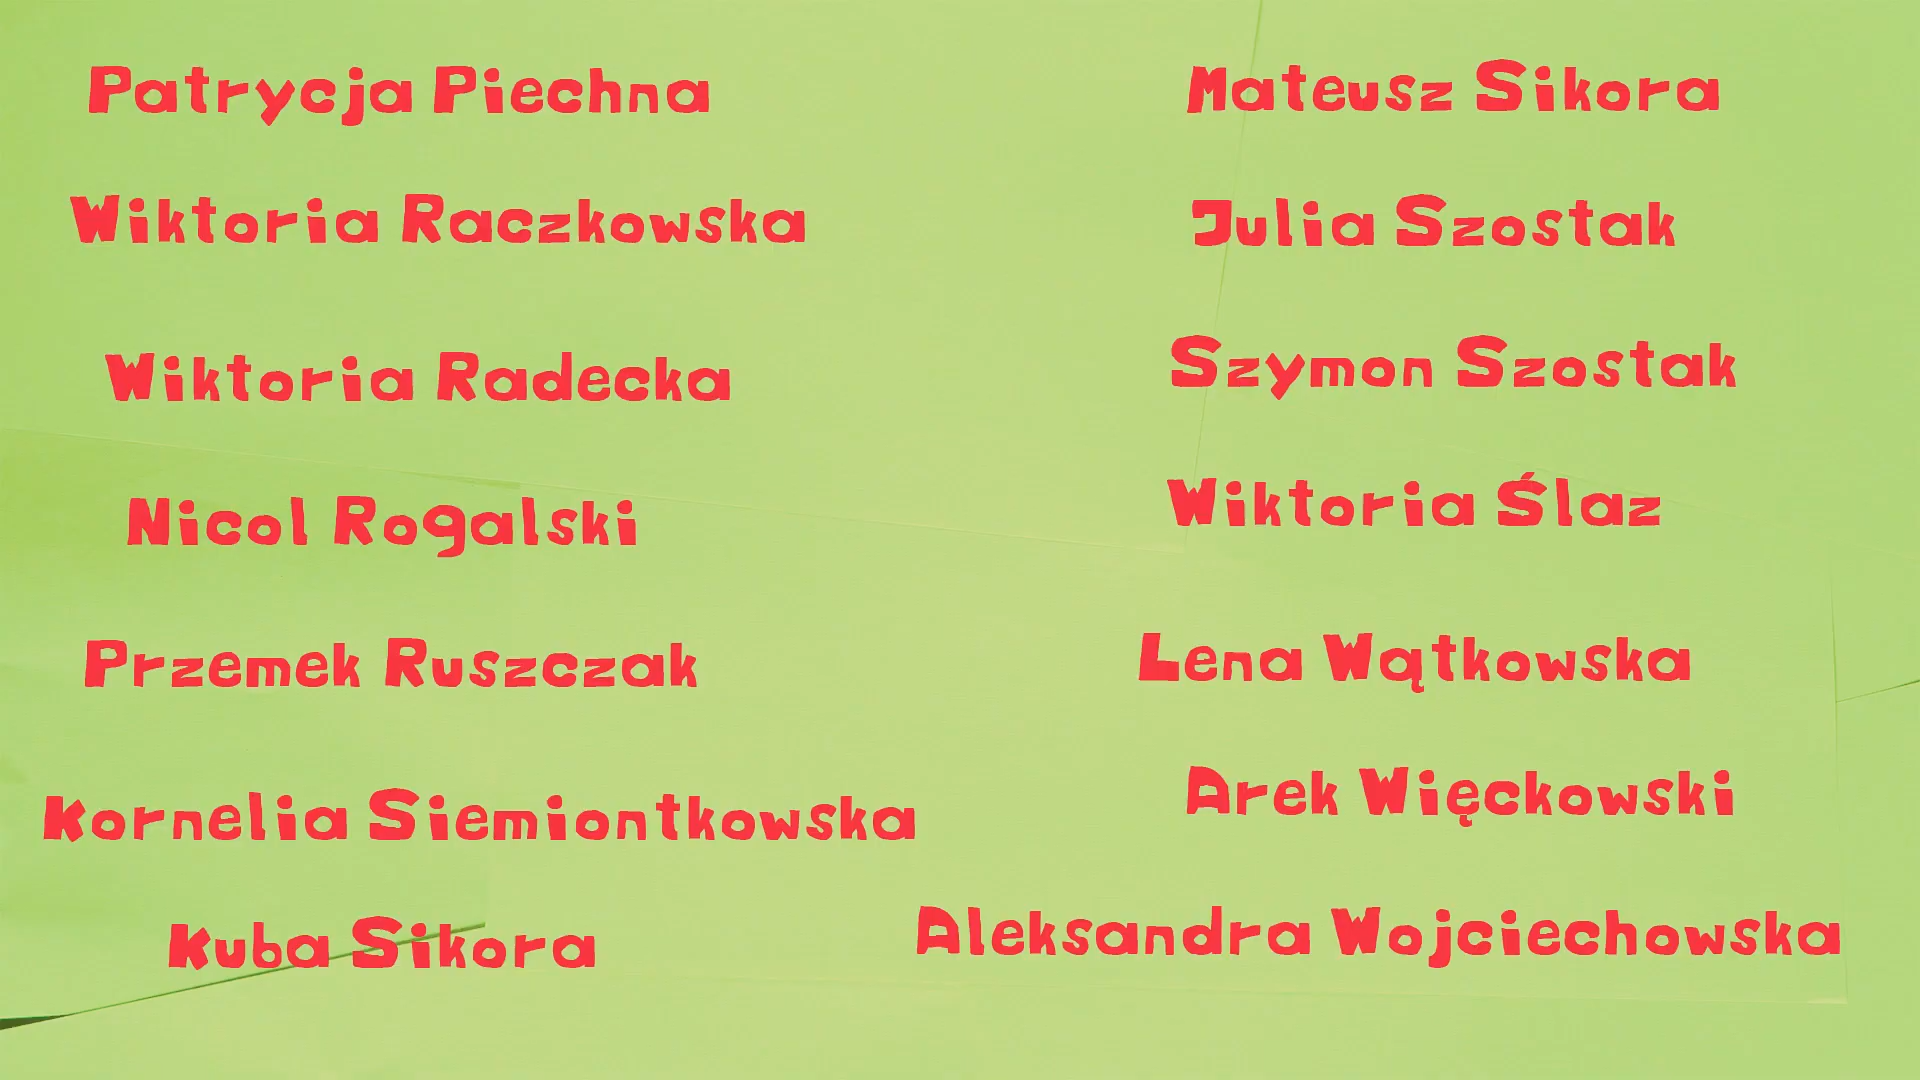 Patrycja Piechna
Wiktoria Raczkowska
Wiktoria Radecka
Nicol Rogalski
Przemek Ruszczak
Kornelia Siemiontkowska
Kuba Sikora
Mateusz Sikora
Julia Szostak
Szymon Szostak
Wiktoria Ślaz
Lena Wątkowska
Arek Więckowski
Aleksandra Wojciechowska